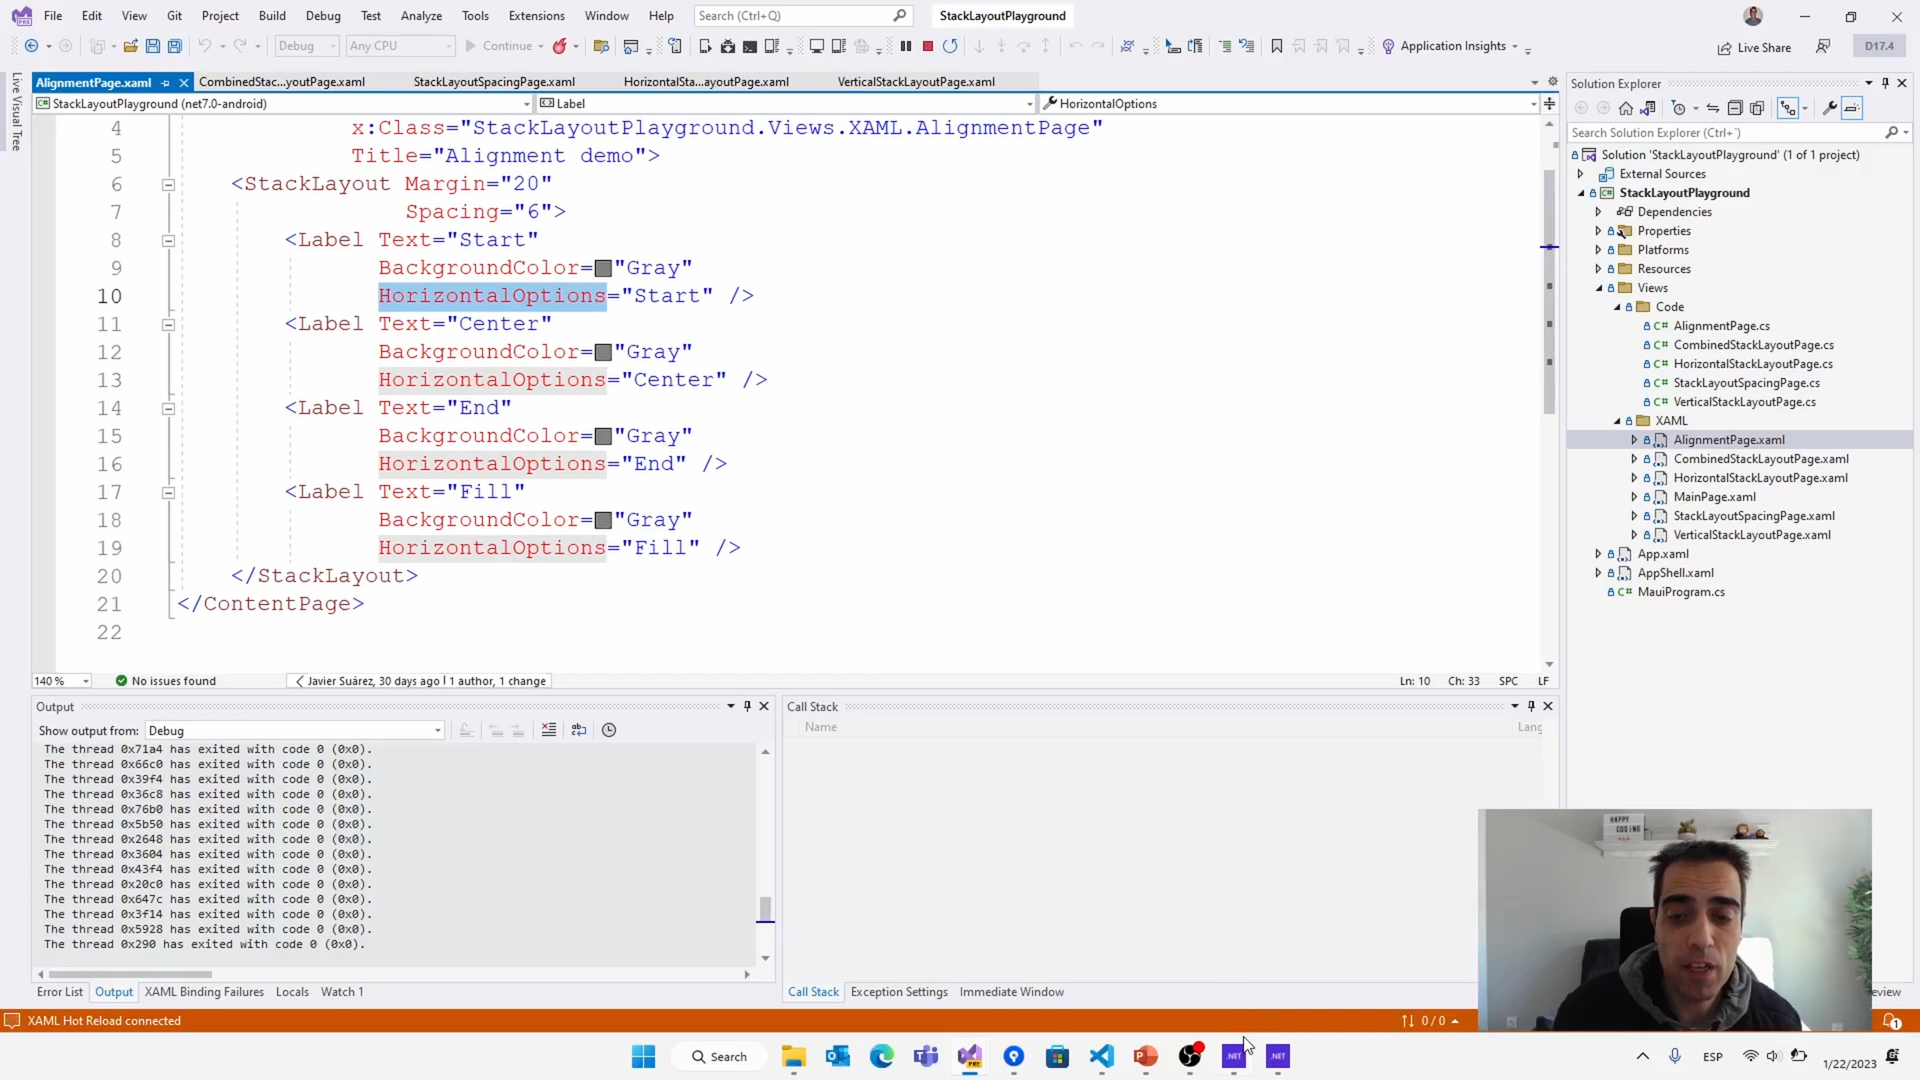 File Edit View Git Project Build Debug Test Analyze Tools Extensions Window Help Search (Ctrl+Q) StackLayoutPlayground
Debug Any CPU Continue Application Insights Live Share D17.4
AlignmentPage.xaml CombinedStac...youtPage.xaml StackLayoutSpacingPage.xaml HorizontalSta...ayoutPage.xaml VerticalStackLayoutPage.xaml
StackLayoutPlayground (net7.0-android) Label HorizontalOptions
Live Visual Tree
4 x:Class="StackLayoutPlayground.Views.XAML.AlignmentPage"
5 Title="Alignment demo">
6 <StackLayout Margin="20"
7 Spacing="6">
8 <Label Text="Start"
9 BackgroundColor="Gray"
10 HorizontalOptions="Start" />
11 <Label Text="Center"
12 BackgroundColor="Gray"
13 HorizontalOptions="Center" />
14 <Label Text="End"
15 BackgroundColor="Gray"
16 HorizontalOptions="End" />
17 <Label Text="Fill"
18 BackgroundColor="Gray"
19 HorizontalOptions="Fill" />
20 </StackLayout>
21 </ContentPage>
22
140 % No issues found Javier Suárez, 30 days ago | 1 author, 1 change Ln: 10 Ch: 33 SPC LF
Solution Explorer
Search Solution Explorer (Ctrl+`)
Solution 'StackLayoutPlayground' (1 of 1 project)
External Sources
StackLayoutPlayground
Dependencies
Properties
Platforms
Resources
Views
Code
C# AlignmentPage.cs
C# CombinedStackLayoutPage.cs
C# HorizontalStackLayoutPage.cs
C# StackLayoutSpacingPage.cs
C# VerticalStackLayoutPage.cs
XAML
AlignmentPage.xaml
CombinedStackLayoutPage.xaml
HorizontalStackLayoutPage.xaml
MainPage.xaml
StackLayoutSpacingPage.xaml
VerticalStackLayoutPage.xaml
App.xaml
AppShell.xaml
C# MauiProgram.cs
Output
Show output from: Debug
The thread 0x71a4 has exited with code 0 (0x0).
The thread 0x66c0 has exited with code 0 (0x0).
The thread 0x39f4 has exited with code 0 (0x0).
The thread 0x36c8 has exited with code 0 (0x0).
The thread 0x76b0 has exited with code 0 (0x0).
The thread 0x5b50 has exited with code 0 (0x0).
The thread 0x2648 has exited with code 0 (0x0).
The thread 0x3604 has exited with code 0 (0x0).
The thread 0x43f4 has exited with code 0 (0x0).
The thread 0x20c0 has exited with code 0 (0x0).
The thread 0x647c has exited with code 0 (0x0).
The thread 0x3f14 has exited with code 0 (0x0).
The thread 0x5928 has exited with code 0 (0x0).
The thread 0x290 has exited with code 0 (0x0).
Error List Output XAML Binding Failures Locals Watch 1
Call Stack
Name Lang
Call Stack Exception Settings Immediate Window
HAPPY
CODING
XAML Hot Reload connected 0 / 0 1
Search .NET .NET ESP 1/22/2023